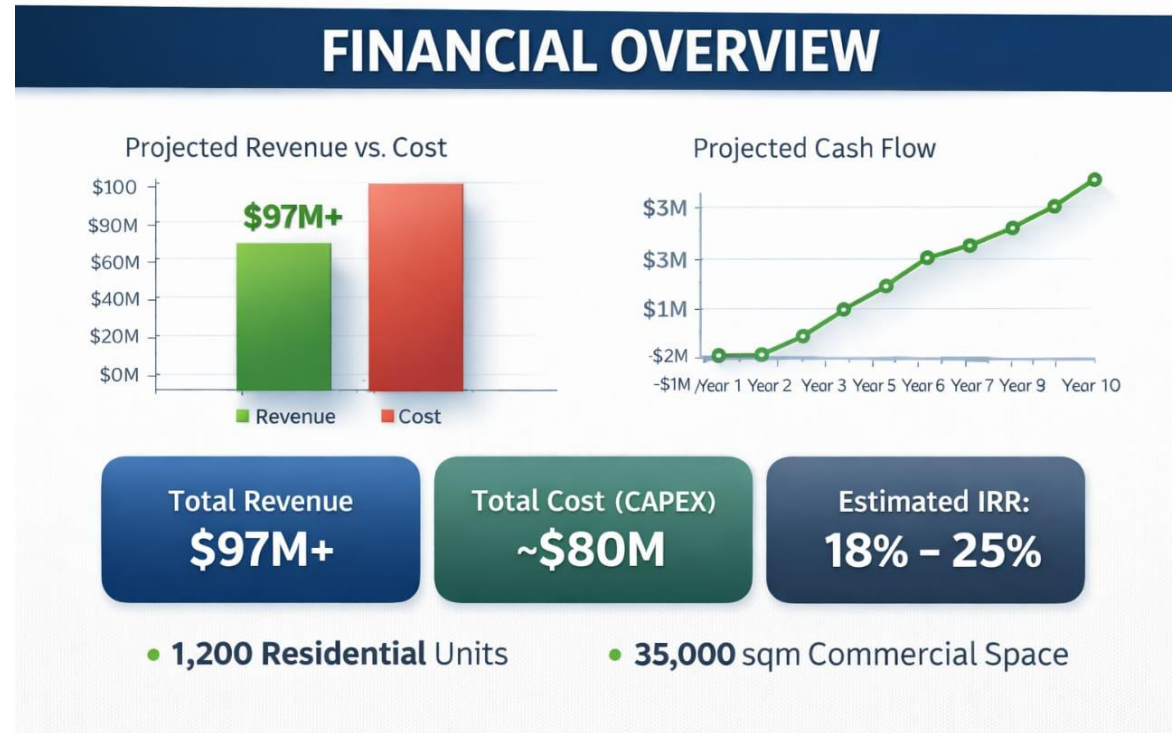 FINANCIAL OVERVIEW
Projected Revenue vs. Cost
$100
$90M
$60M
$40M
$20M
$0M
$97M+
Revenue
Cost
Projected Cash Flow
$3M
$3M
$1M
-$2M
-$1M /Year 1 Year 2 Year 3 Year 5 Year 6 Year 7 Year 9 Year 10
Total Revenue
$97M+
Total Cost (CAPEX)
~$80M
Estimated IRR:
18% – 25%
• 1,200 Residential Units
• 35,000 sqm Commercial Space